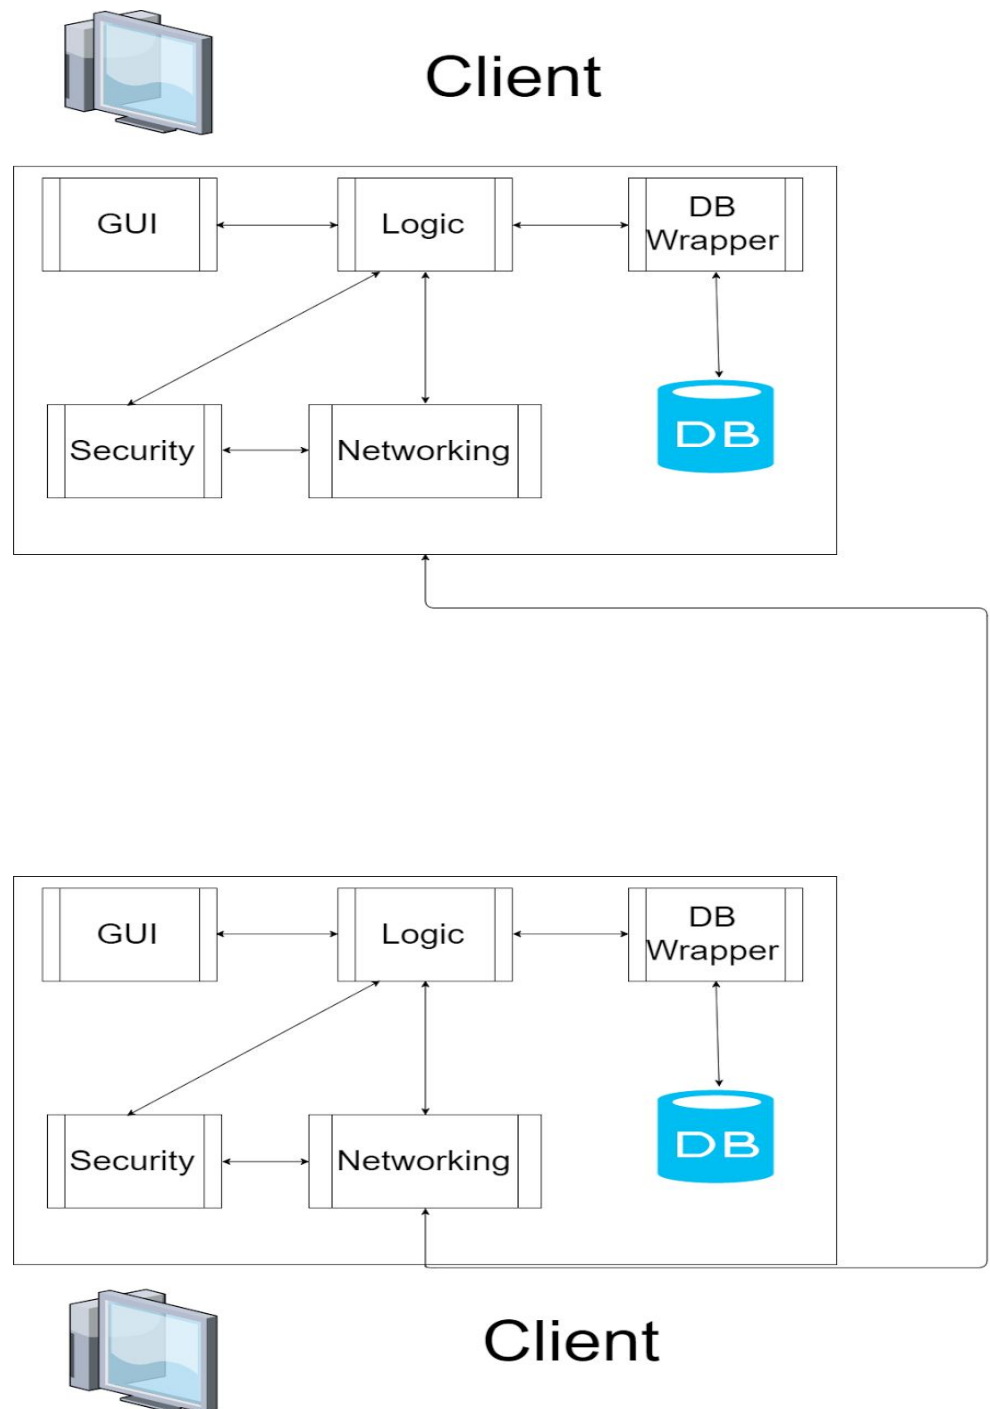 Client
GUI
Logic
DB
Wrapper
Security
Networking
DB
GUI
Logic
DB
Wrapper
Security
Networking
DB
Client